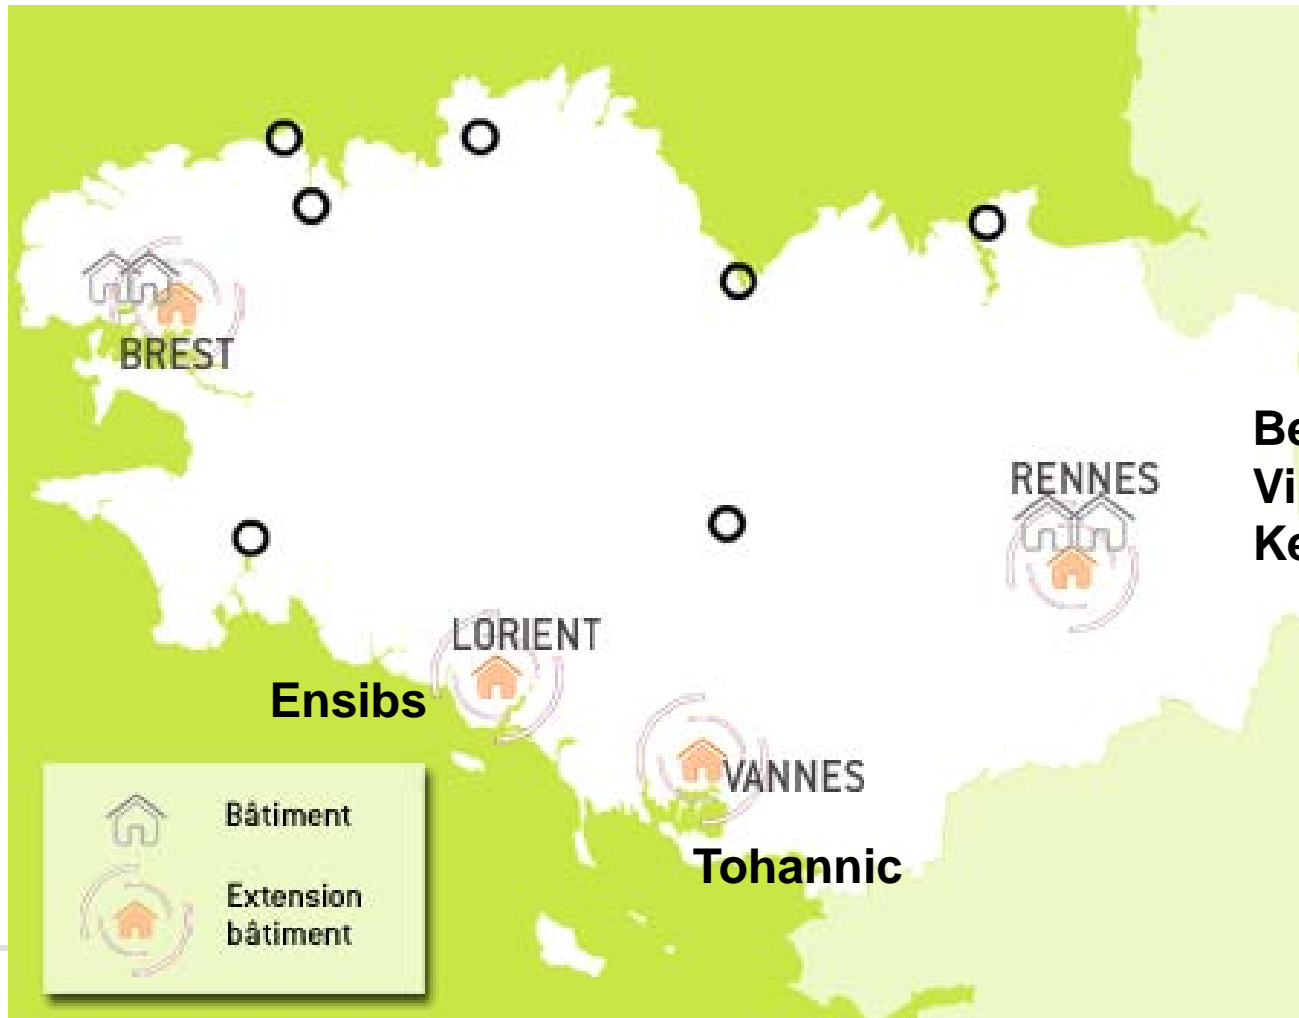 BREST
RENNES
LORIENT
Ensibs
VANNES
Tohannic
Bâtiment
Extension
bâtiment